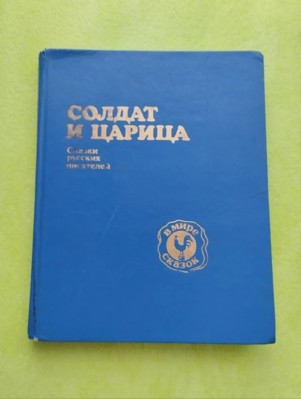 СОЛДАТ
И ЦАРИЦА
Сказки
русских
писателей
в мире
сказок